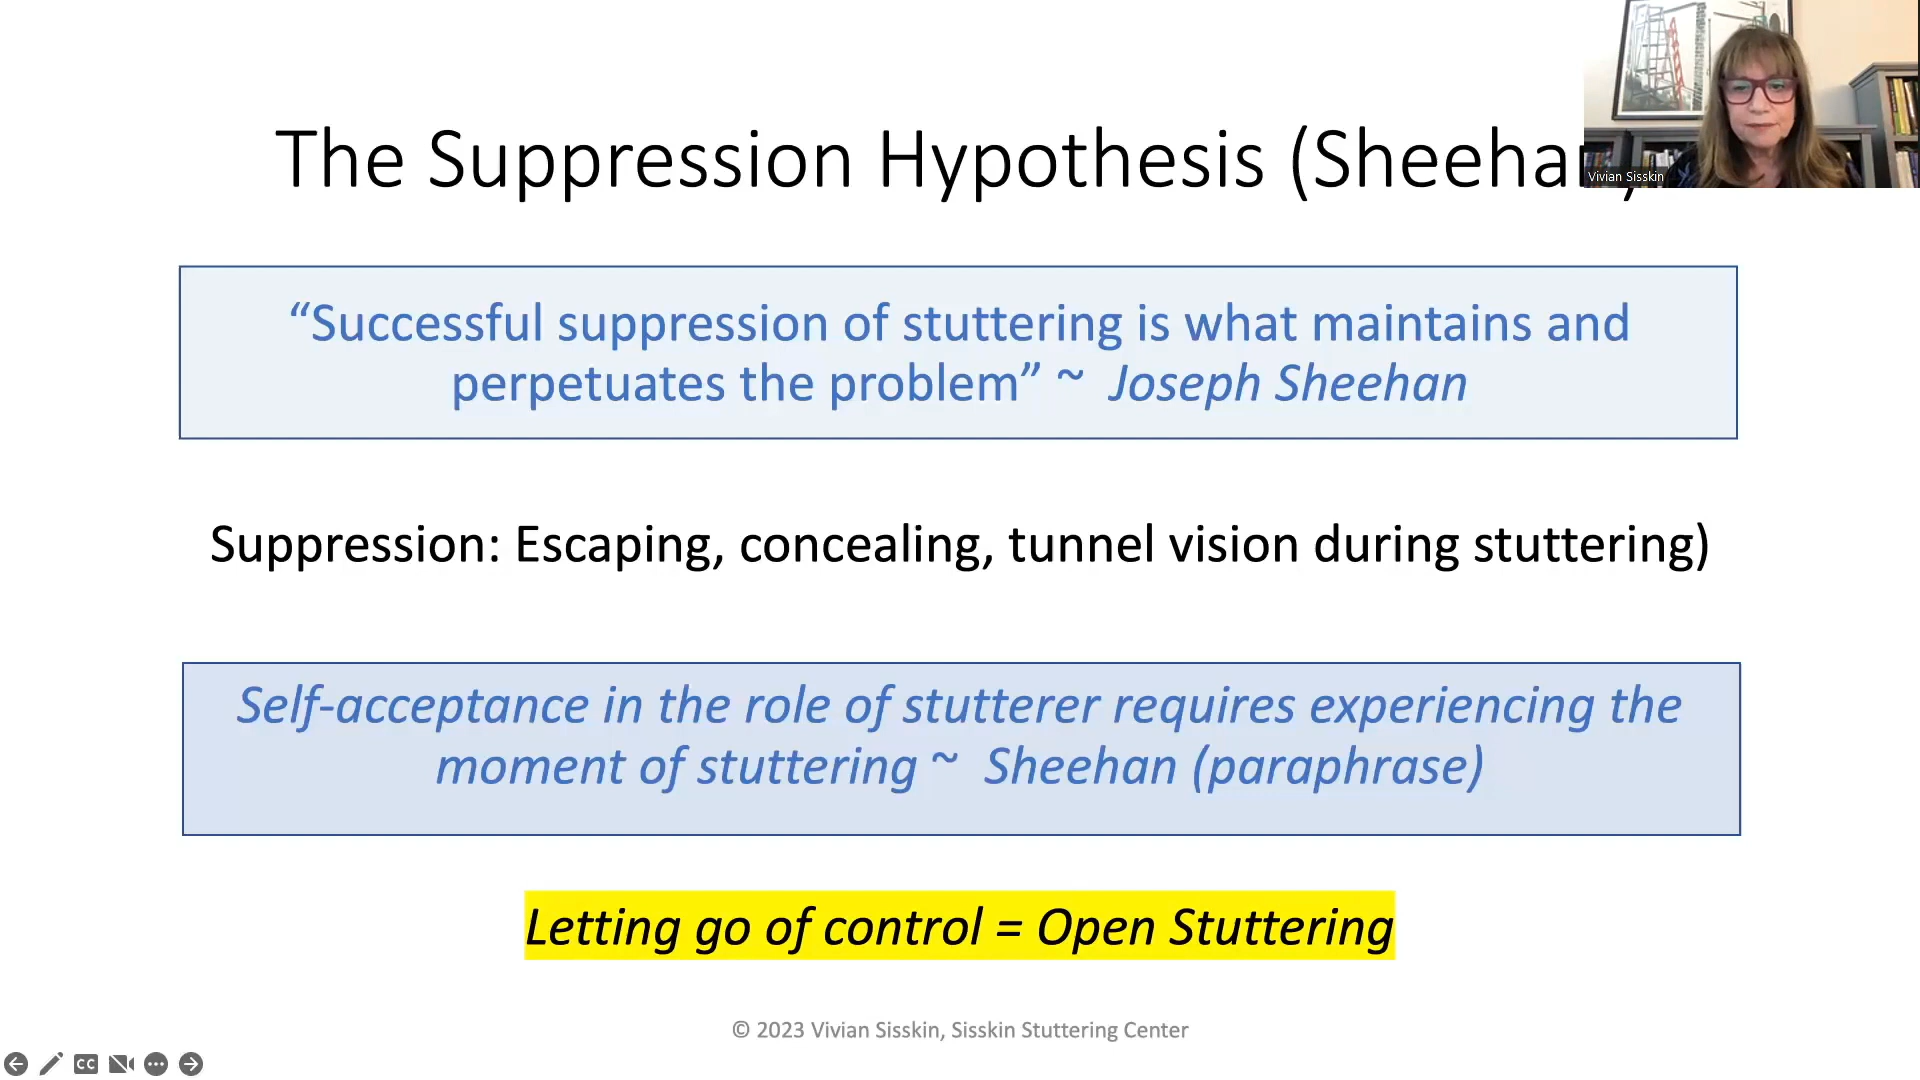 The Suppression Hypothesis (Sheehan)
Vivian Sisskin
“Successful suppression of stuttering is what maintains and
perpetuates the problem” ~ Joseph Sheehan
Suppression: Escaping, concealing, tunnel vision during stuttering)
Self-acceptance in the role of stutterer requires experiencing the
moment of stuttering ~ Sheehan (paraphrase)
Letting go of control = Open Stuttering
© 2023 Vivian Sisskin, Sisskin Stuttering Center
CC